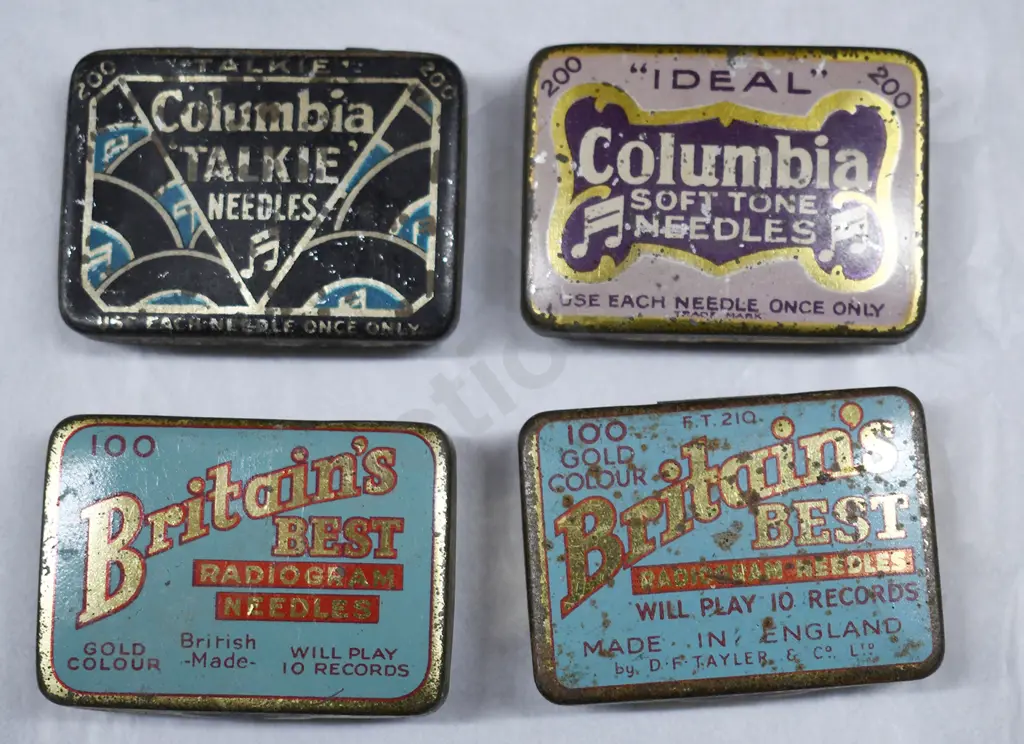 200 "TALKIE" 200
Columbia
'TALKIE'
NEEDLES
USE EACH NEEDLE ONCE ONLY
200 "IDEAL" 200
Columbia
SOFT TONE
NEEDLES
USE EACH NEEDLE ONCE ONLY
TRADE MARK
100
Britain's
BEST
RADIOGRAM
NEEDLES
GOLD
COLOUR
British
-Made-
WILL PLAY
10 RECORDS
100
GOLD
COLOUR
F.T. 21Q.
Britain's
BEST
RADIOGRAM NEEDLES
WILL PLAY 10 RECORDS
MADE IN ENGLAND
by D.F. TAYLER & Co. LTD